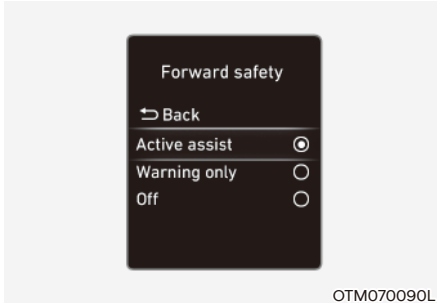 Forward safety
Back
Active assist
Warning only
Off
OTM070090L